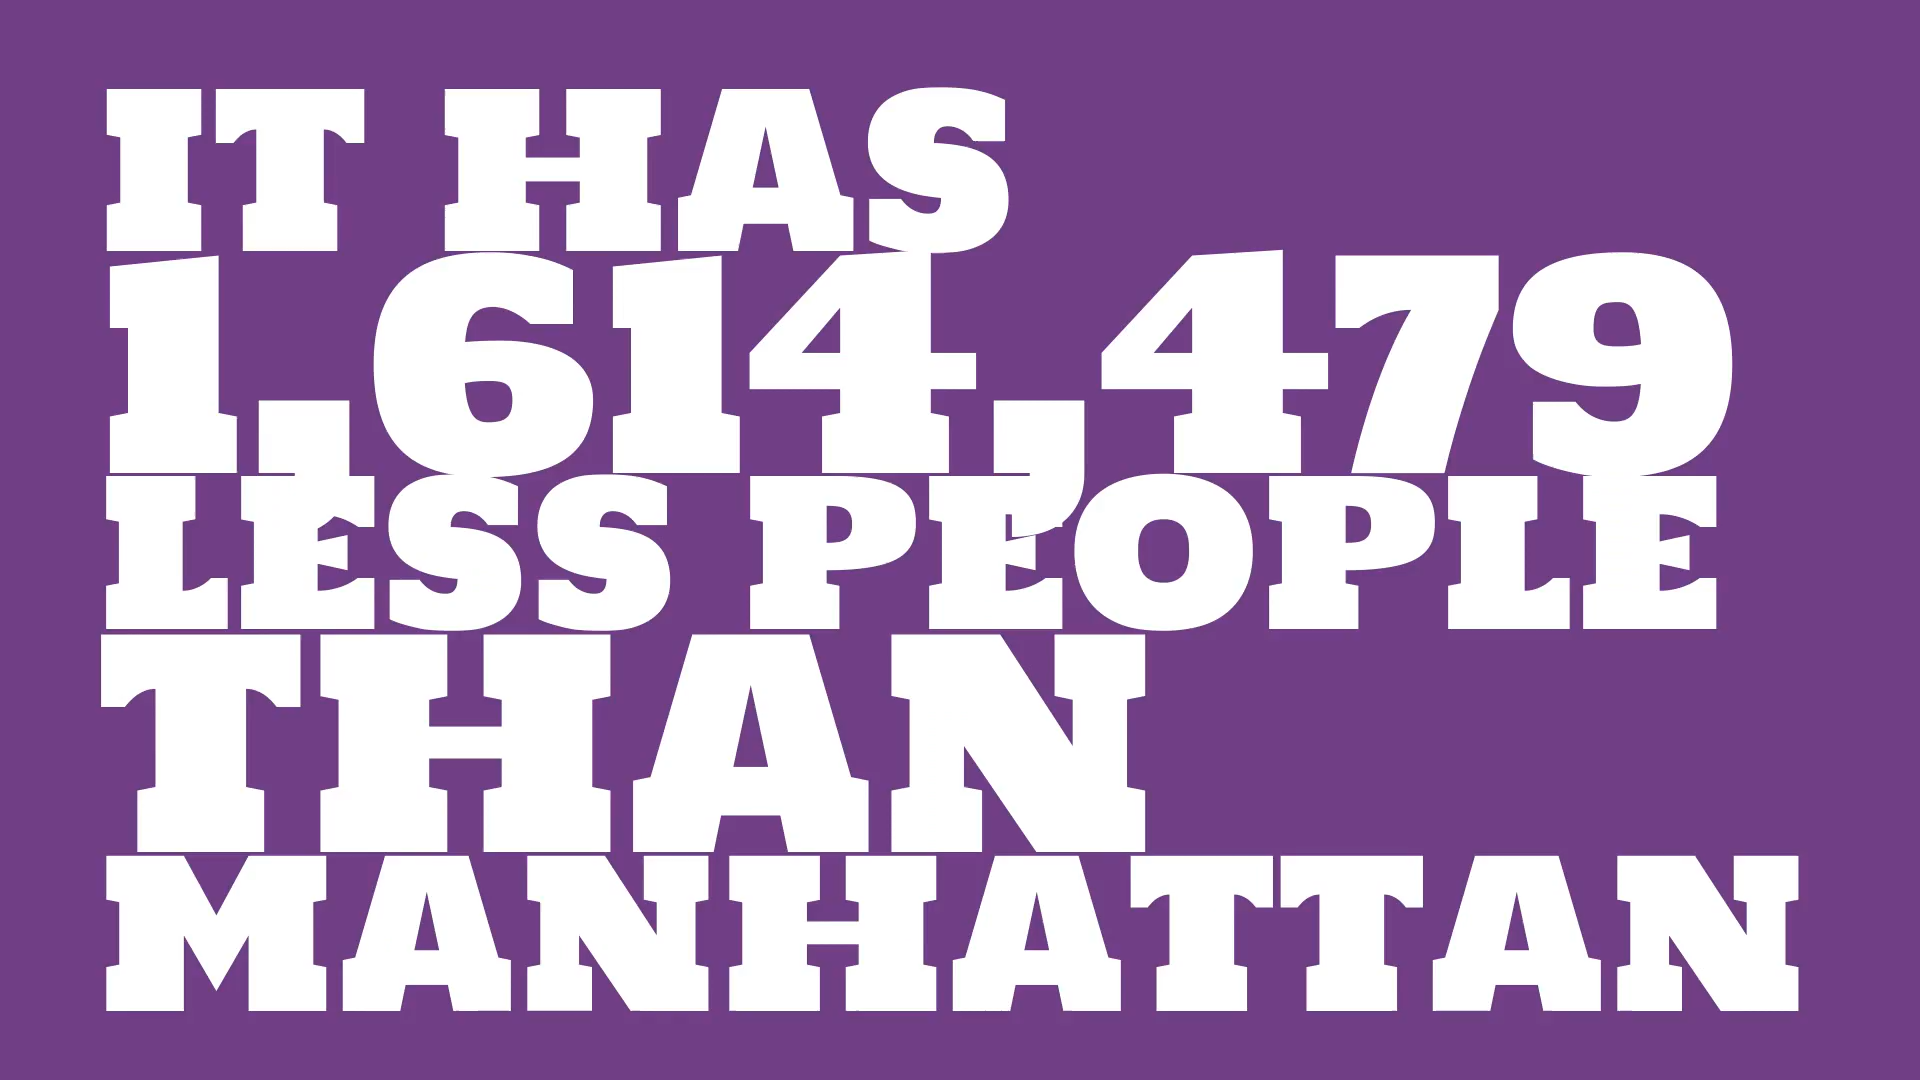 IT HAS
1,614,479
LESS PEOPLE
THAN
MANHATTAN